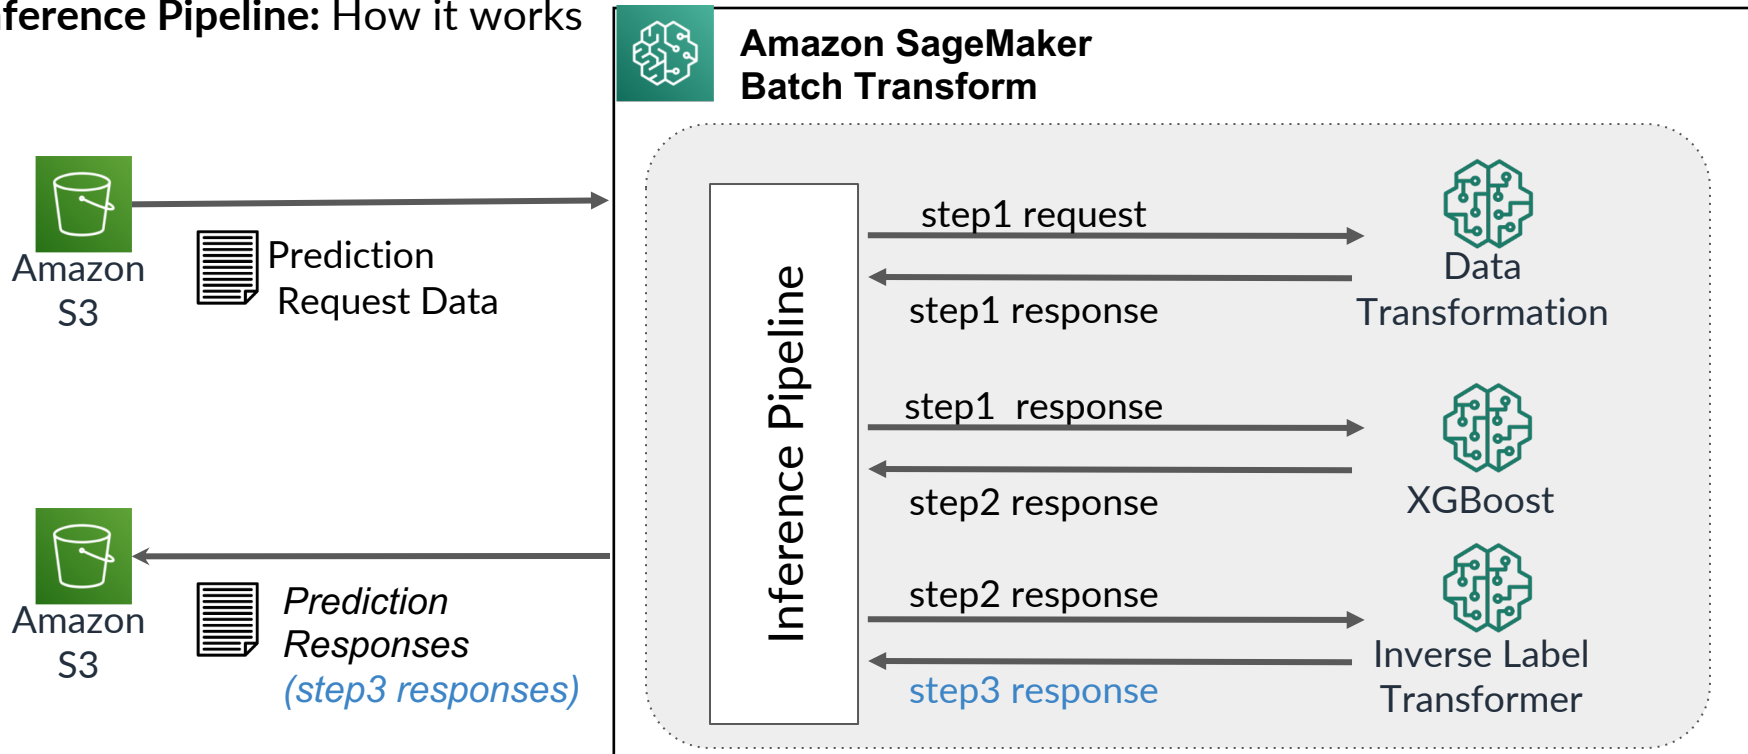 ference Pipeline: How it works
Amazon SageMaker
Batch Transform
Amazon
S3
Prediction
Request Data
Inference Pipeline
step1 request
step1 response
Data
Transformation
step1 response
step2 response
XGBoost
step2 response
step3 response
Inverse Label
Transformer
Amazon
S3
Prediction
Responses
(step3 responses)